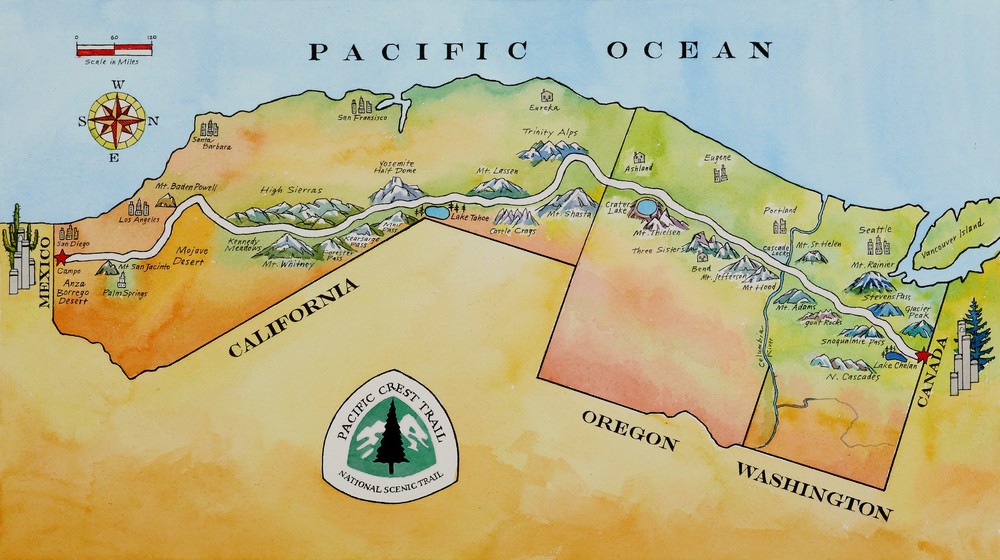 PACIFIC OCEAN
0 60 120
Scale in Miles
W
S
N
E
Santa
Barbara
San Fransisco
Eureka
Trinity Alps
Ashland
Eugene
Portland
Seattle
Vancouver Island
Mt. Baden Powell
Los Angeles
San Diego
High Sierras
Yosemite
Half Dome
Mt. Lassen
Lake Tahoe
Castle Crags
Mt. Shasta
Crater
Lake
Mt. Thielsen
Three Sisters
Bend
Mt. Jefferson
Mt Hood
Cascade
Locks
Mt. St Helen
Mt. Rainier
Stevens Pass
Glacier
Peak
Mt. Adams
goat Rocks
Snoqualmie Pass
Lake Chelan
N. Cascades
Columbia
River
MEXICO
Campo
Anza
Borrego
Desert
Mt San Jacinto
Palm Springs
Mojave
Desert
Kennedy
Meadows
Mt. Whitney
Forester
Pass
Kearsarge
Pass
CALIFORNIA
OREGON
WASHINGTON
CANADA
PACIFIC CREST TRAIL
NATIONAL SCENIC TRAIL